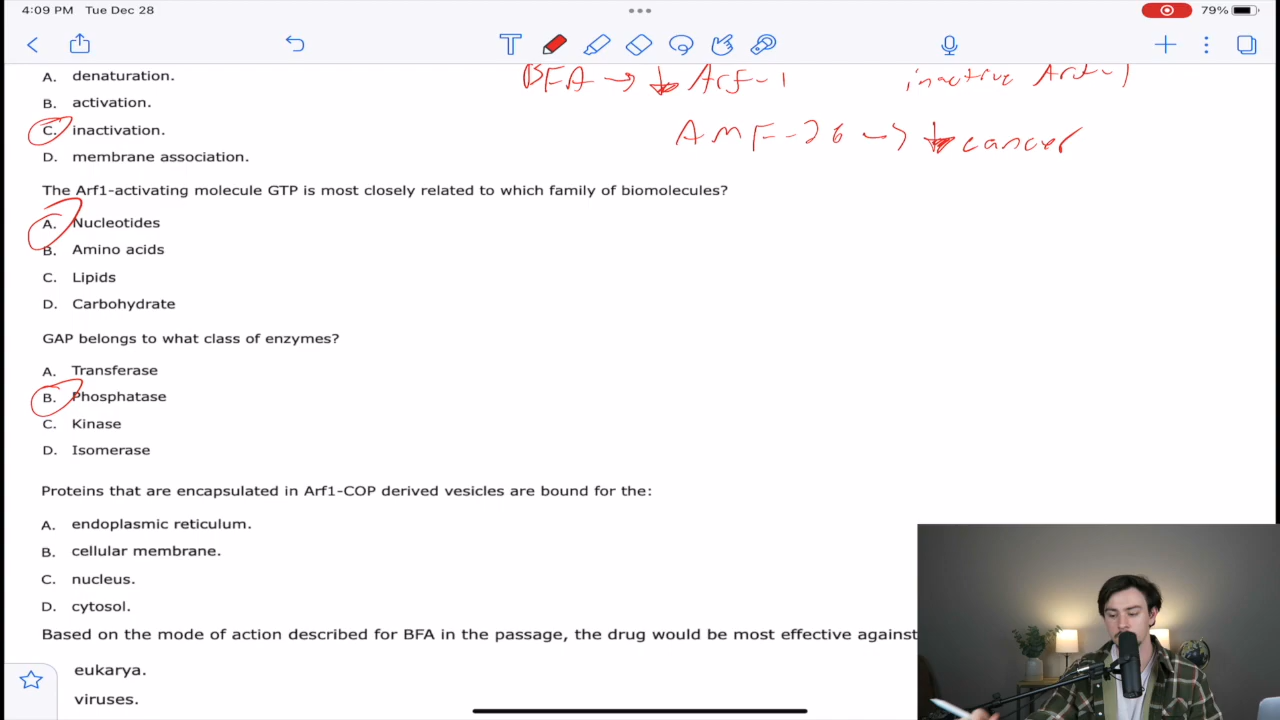 4:09 PM Tue Dec 28
79%
A. denaturation.
BFA → ↓ Arf-1
inactive Arf-1
B. activation.
C. inactivation.
AMF-26 → ↓ cancer
D. membrane association.
The Arf1-activating molecule GTP is most closely related to which family of biomolecules?
A. Nucleotides
B. Amino acids
C. Lipids
D. Carbohydrate
GAP belongs to what class of enzymes?
A. Transferase
B. Phosphatase
C. Kinase
D. Isomerase
Proteins that are encapsulated in Arf1-COP derived vesicles are bound for the:
A. endoplasmic reticulum.
B. cellular membrane.
C. nucleus.
D. cytosol.
Based on the mode of action described for BFA in the passage, the drug would be most effective against
eukarya.
viruses.